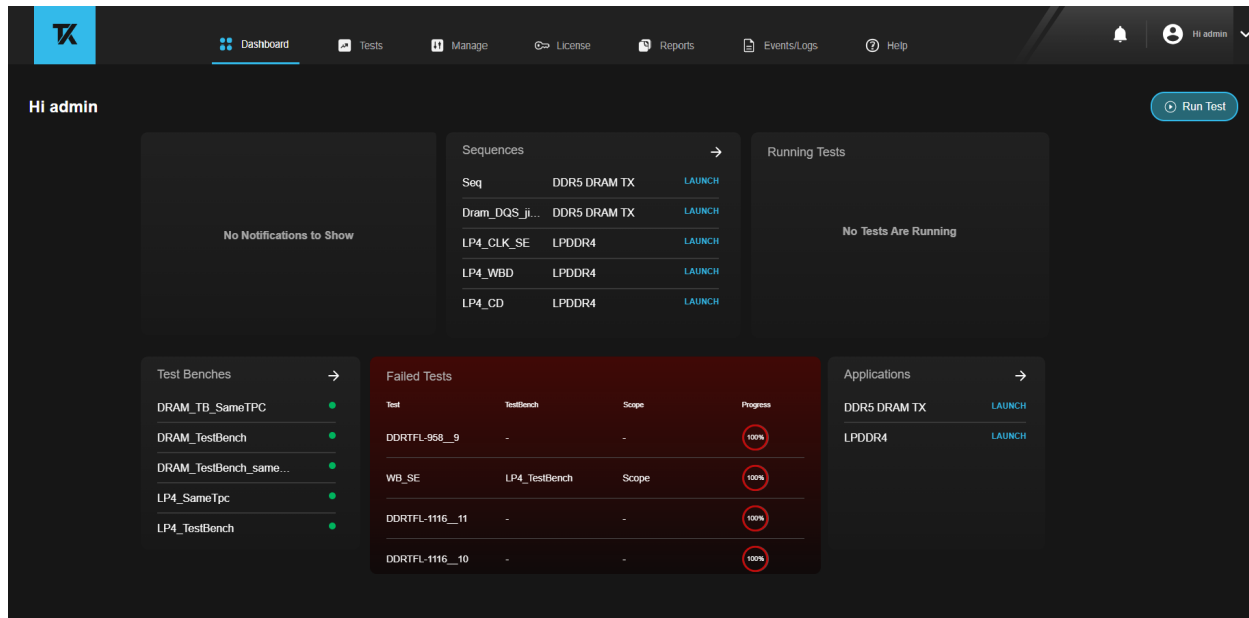 TK
Dashboard Tests Manage License Reports Events/Logs Help Hi admin
Hi admin
Run Test
No Notifications to Show
Sequences
Seq DDR5 DRAM TX LAUNCH
Dram_DQS_ji... DDR5 DRAM TX LAUNCH
LP4_CLK_SE LPDDR4 LAUNCH
LP4_WBD LPDDR4 LAUNCH
LP4_CD LPDDR4 LAUNCH
Running Tests
No Tests Are Running
Test Benches
DRAM_TB_SameTPC
DRAM_TestBench
DRAM_TestBench_same...
LP4_SameTpc
LP4_TestBench
Failed Tests
Test TestBench Scope Progress
DDRTFL-958__9 - - 100%
WB_SE LP4_TestBench Scope 100%
DDRTFL-1116__11 - - 100%
DDRTFL-1116__10 - - 100%
Applications
DDR5 DRAM TX LAUNCH
LPDDR4 LAUNCH